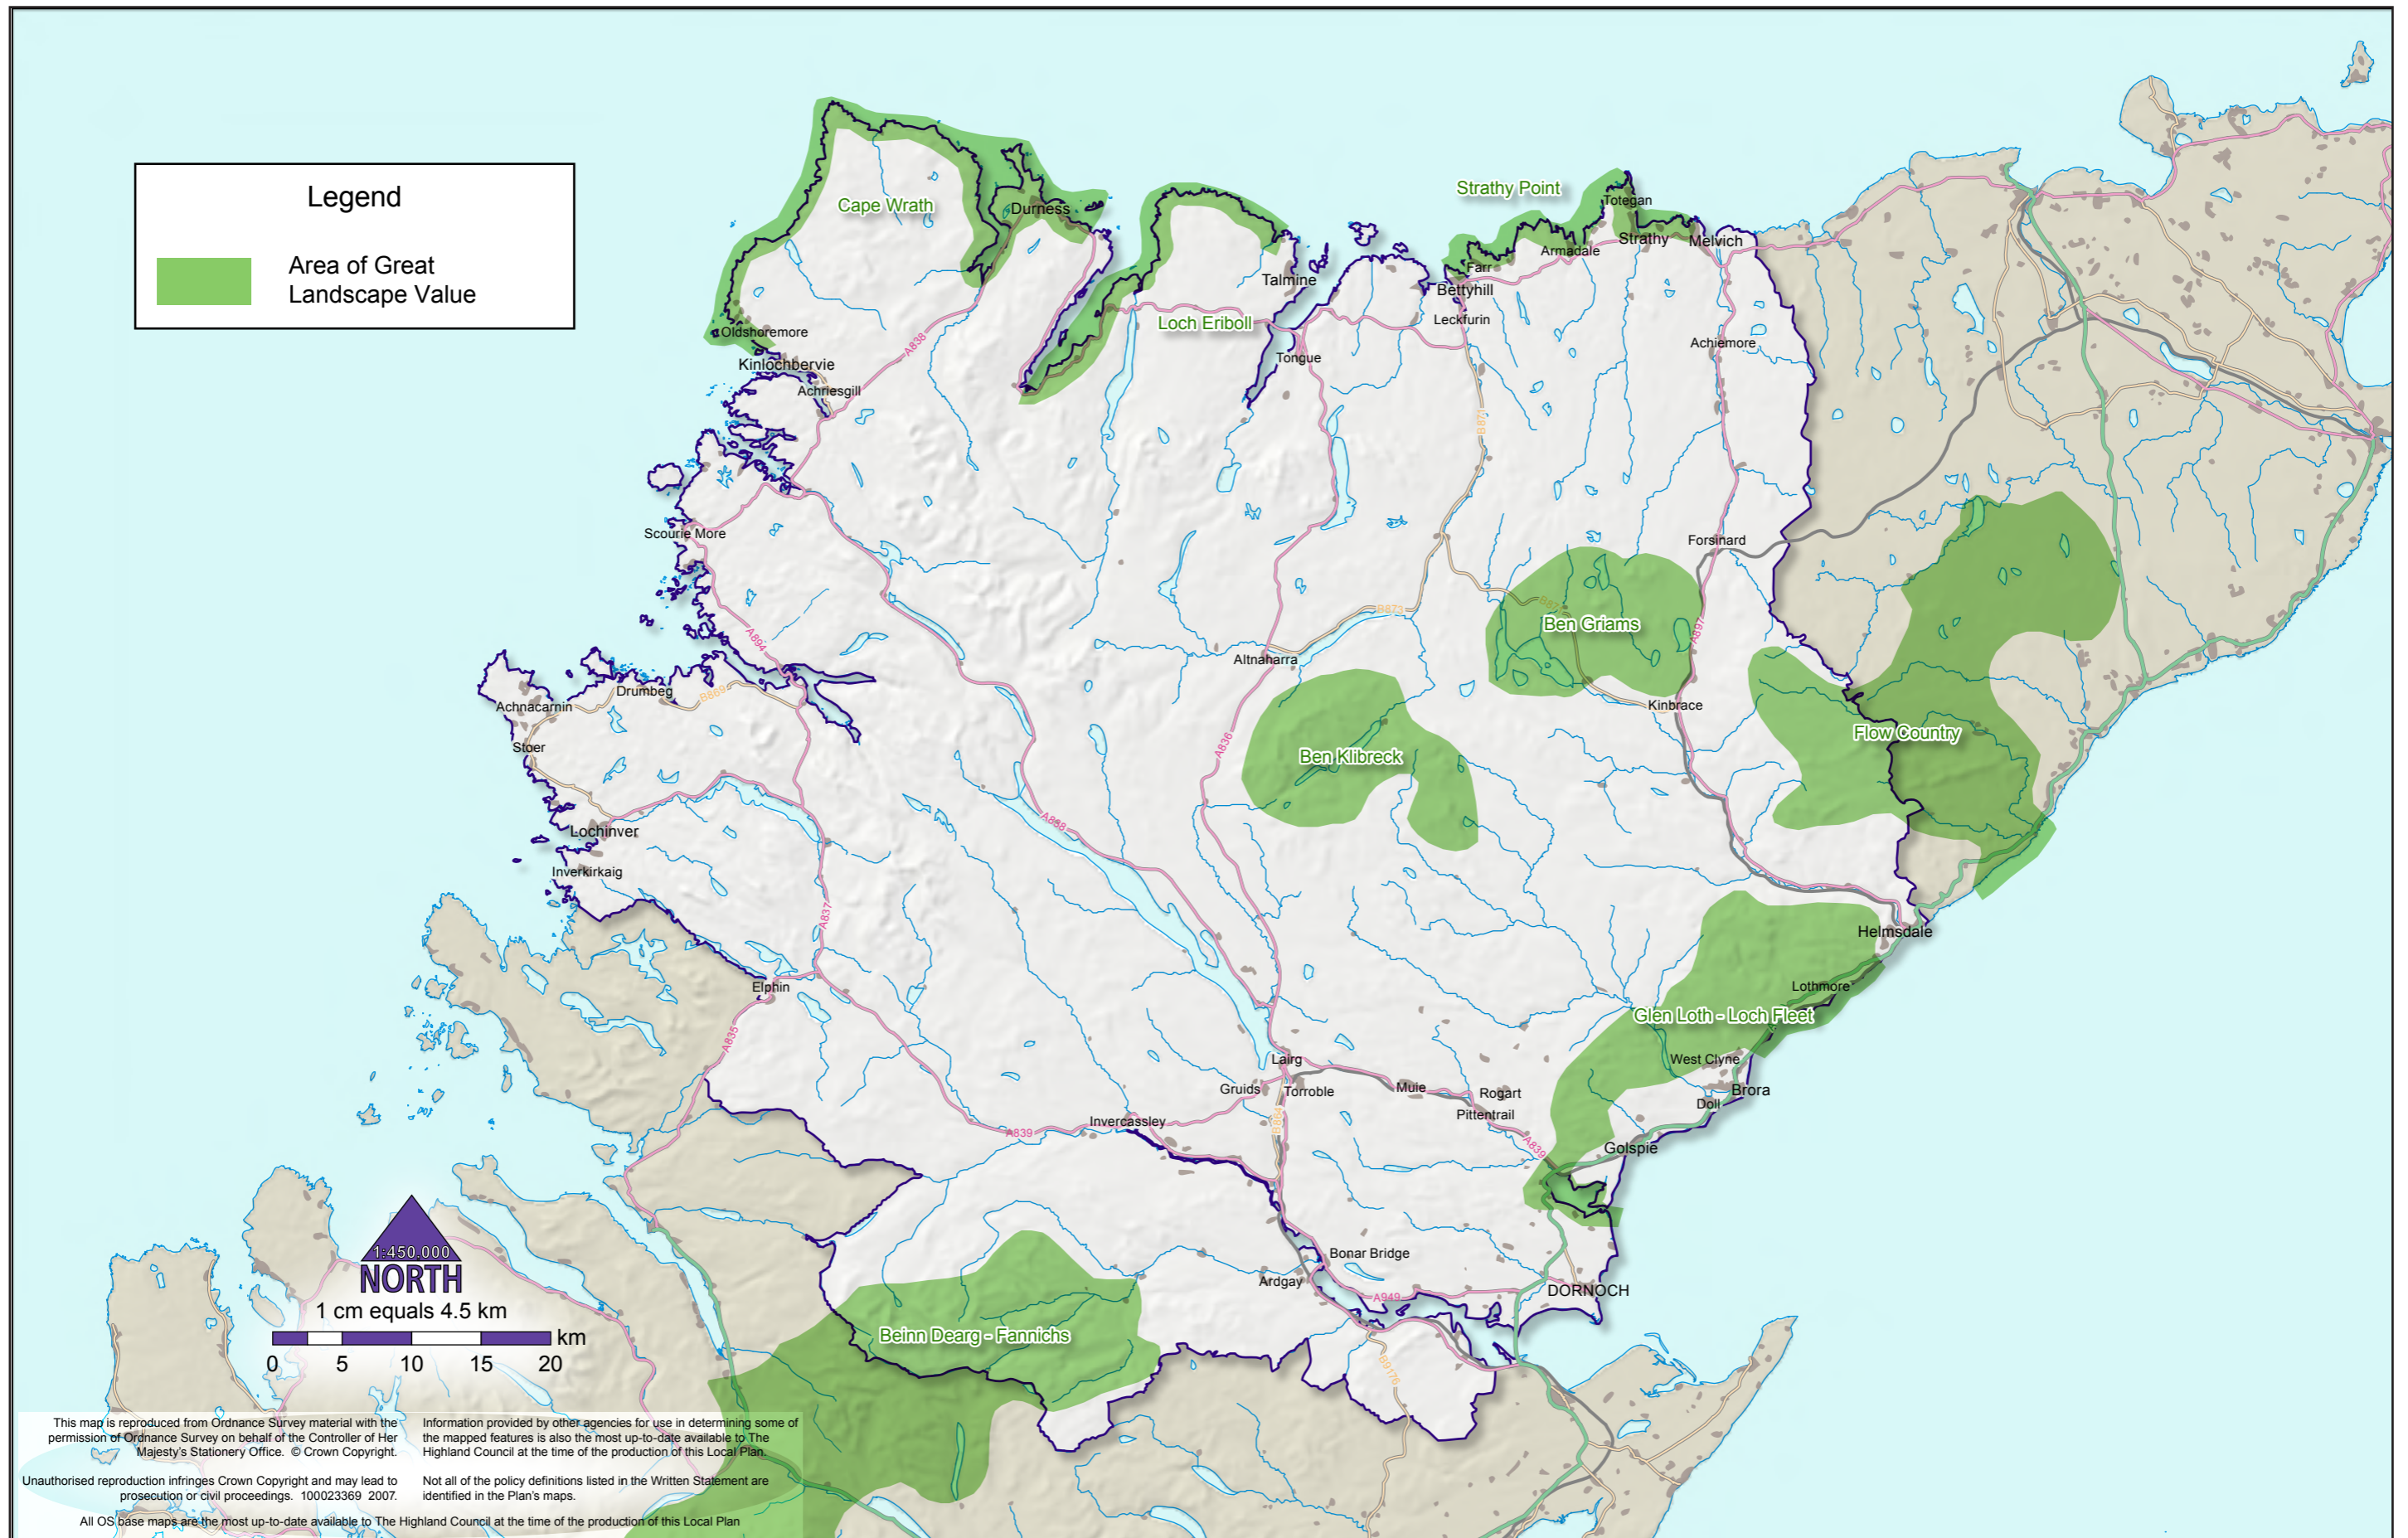 Legend
Area of Great
Landscape Value
Cape Wrath
Durness
Strathy Point
Totegan
Strathy
Melvich
Armadale
Farr
Bettyhill
Leckfurin
Talmine
Loch Eriboll
Tongue
Oldshoremore
Kinlochbervie
Achriesgill
A838
B871
Achiemore
Scourie More
Forsinard
A894
B873
B871
Ben Griams
A897
Altnaharra
Kinbrace
Drumbeg
B869
Achnacarnin
Stoer
Ben Klibreck
A836
Flow Country
Lochinver
A838
Inverkirkaig
A837
Helmsdale
Elphin
Lothmore
Glen Loth - Loch Fleet
A835
Lairg
West Clyne
Gruids
Torroble
Muie
Rogart
Brora
Doll
Pittentrail
Invercassley
A839
B864
A839
Golspie
Bonar Bridge
Ardgay
A949
DORNOCH
Beinn Dearg - Fannichs
B9176
1:450,000
NORTH
1 cm equals 4.5 km
km
0 5 10 15 20
This map is reproduced from Ordnance Survey material with the
permission of Ordnance Survey on behalf of the Controller of Her
Majesty's Stationery Office. © Crown Copyright.
Unauthorised reproduction infringes Crown Copyright and may lead to
prosecution or civil proceedings. 100023369 2007.
Information provided by other agencies for use in determining some of
the mapped features is also the most up-to-date available to The
Highland Council at the time of the production of this Local Plan.
Not all of the policy definitions listed in the Written Statement are
identified in the Plan's maps.
All OS base maps are the most up-to-date available to The Highland Council at the time of the production of this Local Plan